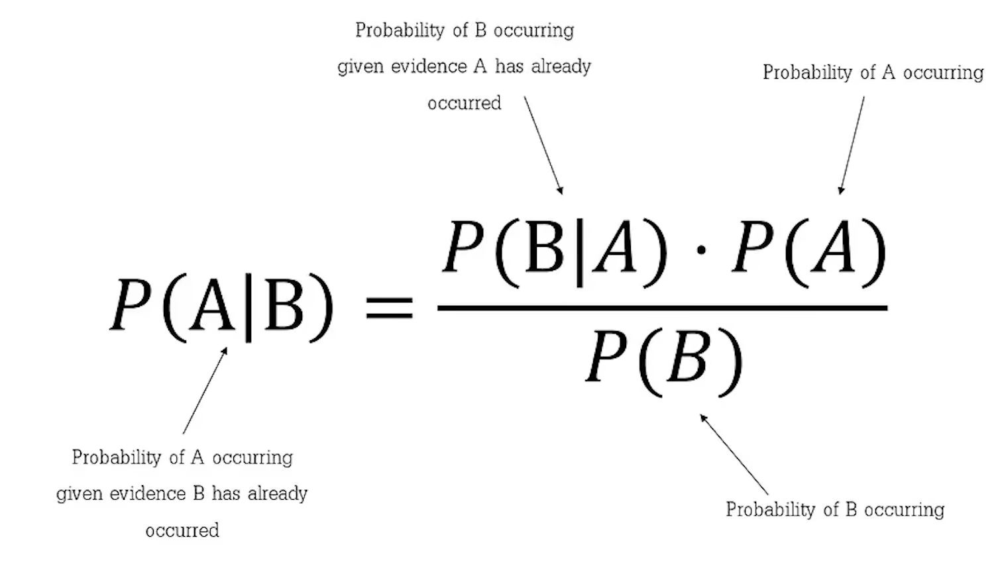 Probability of B occurring
given evidence A has already
occurred
Probability of A occurring
P(A|B) = P(B|A) · P(A)
P(B)
Probability of A occurring
given evidence B has already
occurred
Probability of B occurring